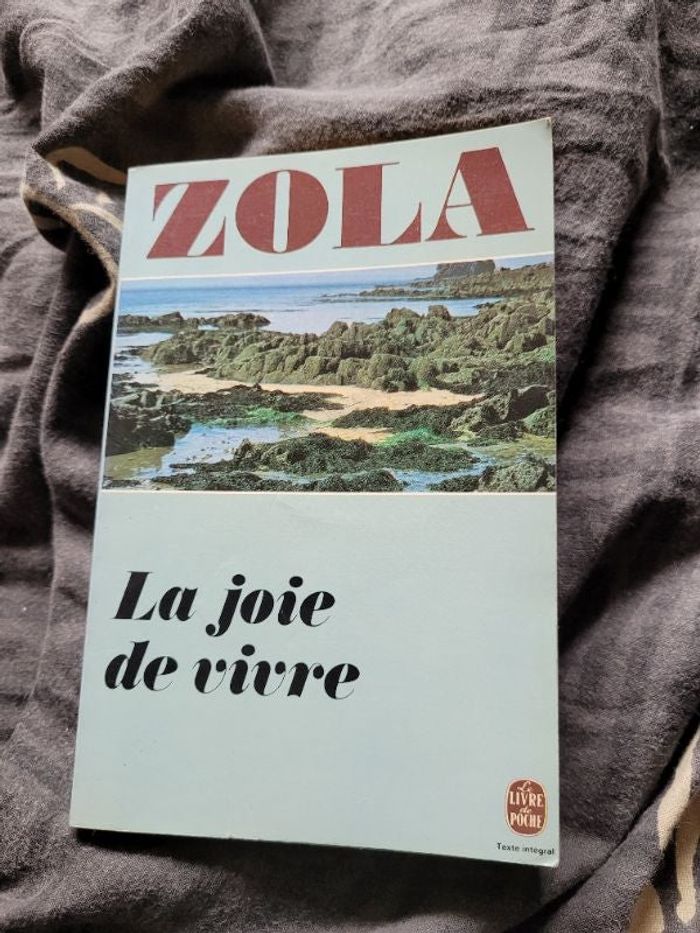 ZOLA
La joie
de vivre
Le
LIVRE
de
POCHE
Texte intégral